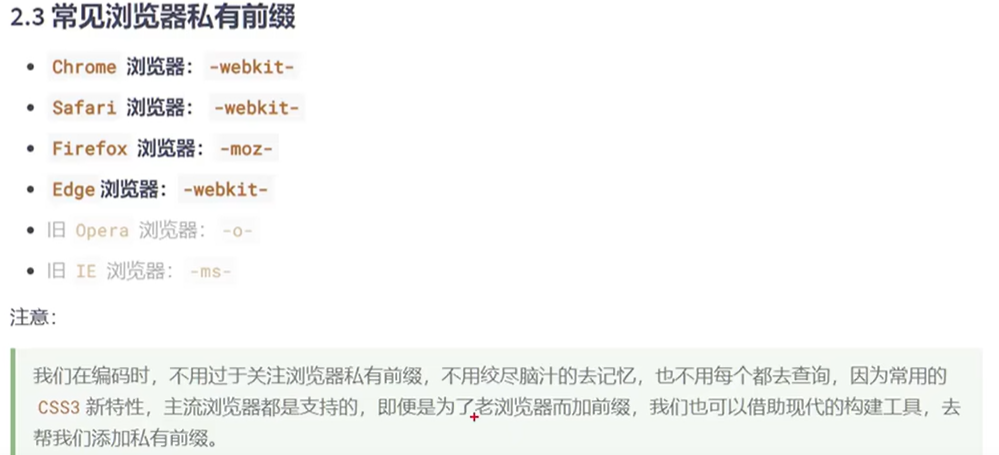 2.3 常见浏览器私有前缀
Chrome 浏览器： -webkit-
Safari 浏览器： -webkit-
Firefox 浏览器： -moz-
Edge 浏览器： -webkit-
旧 Opera 浏览器： -o-
旧 IE 浏览器： -ms-
注意：
我们在编码时，不用过于关注浏览器私有前缀，不用绞尽脑汁的去记忆，也不用每个都去查询，因为常用的
CSS3 新特性，主流浏览器都是支持的，即便是为了老浏览器而加前缀，我们也可以借助现代的构建工具，去
帮我们添加私有前缀。